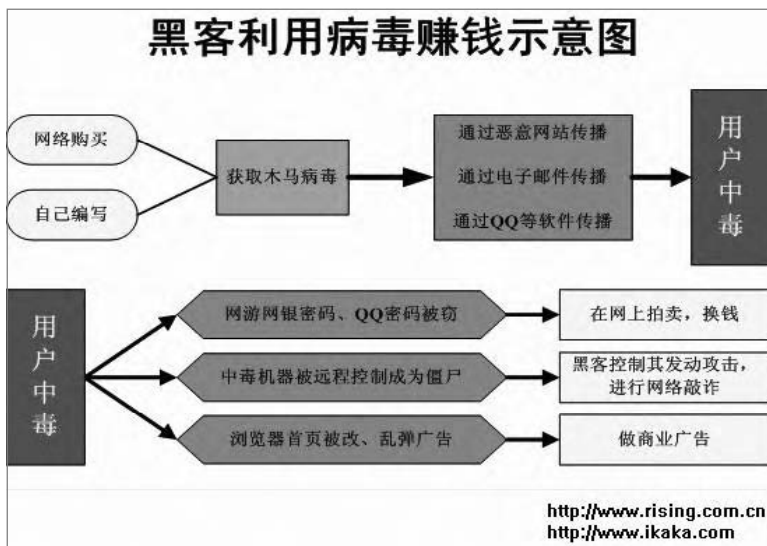 黑客利用病毒赚钱示意图
网络购买
自己编写
获取木马病毒
通过恶意网站传播
通过电子邮件传播
通过QQ等软件传播
用户中毒
用户中毒
网游网银密码、QQ密码被窃
在网上拍卖，换钱
中毒机器被远程控制成为僵尸
黑客控制其发动攻击，
进行网络敲诈
浏览器首页被改、乱弹广告
做商业广告
http://www.rising.com.cn
http://www.ikaka.com